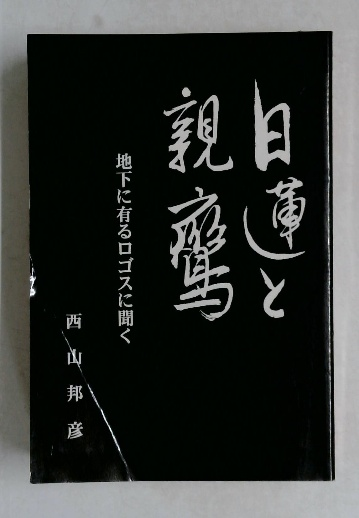 日蓮と
親鸞
地下に有るロゴスに聞く
西山邦彦